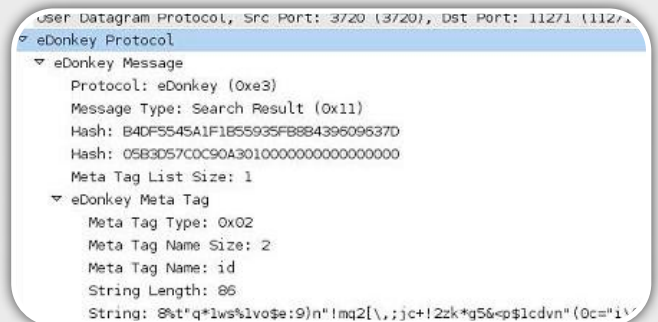 User Datagram Protocol, Src Port: 3720 (3720), Dst Port: 11271
eDonkey Protocol
eDonkey Message
Protocol: eDonkey (0xe3)
Message Type: Search Result (0x11)
Hash: B4DF5545A1F1B55935FB8B439609637D
Hash: 05B3D57C0C90A3010000000000000000
Meta Tag List Size: 1
eDonkey Meta Tag
Meta Tag Type: 0x02
Meta Tag Name Size: 2
Meta Tag Name: id
String Length: 86
String: 8%t"q*1ws%1vo$e:9)n"!mq2[\,;jc+!2zk*g5&<p$1cdvn"(0c="i\